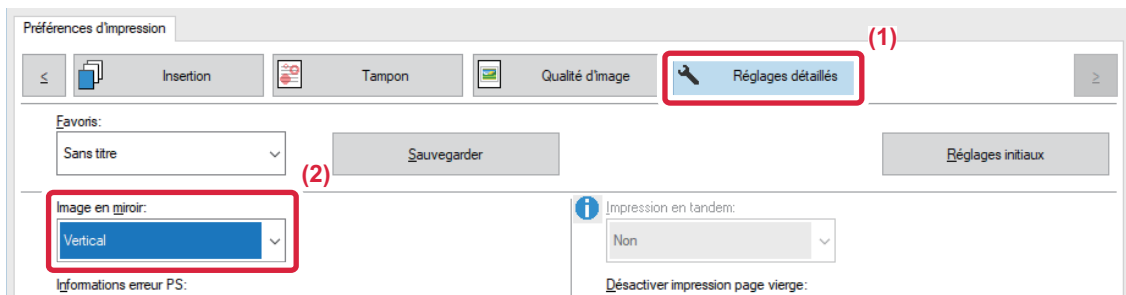 Préférences d'impression
(1)
<
Insertion
Tampon
Qualité d'image
Réglages détaillés
>
Favoris:
Sans titre
Sauvegarder
Réglages initiaux
(2)
Image en miroir:
Vertical
Impression en tandem:
Non
Informations erreur PS:
Désactiver impression page vierge: